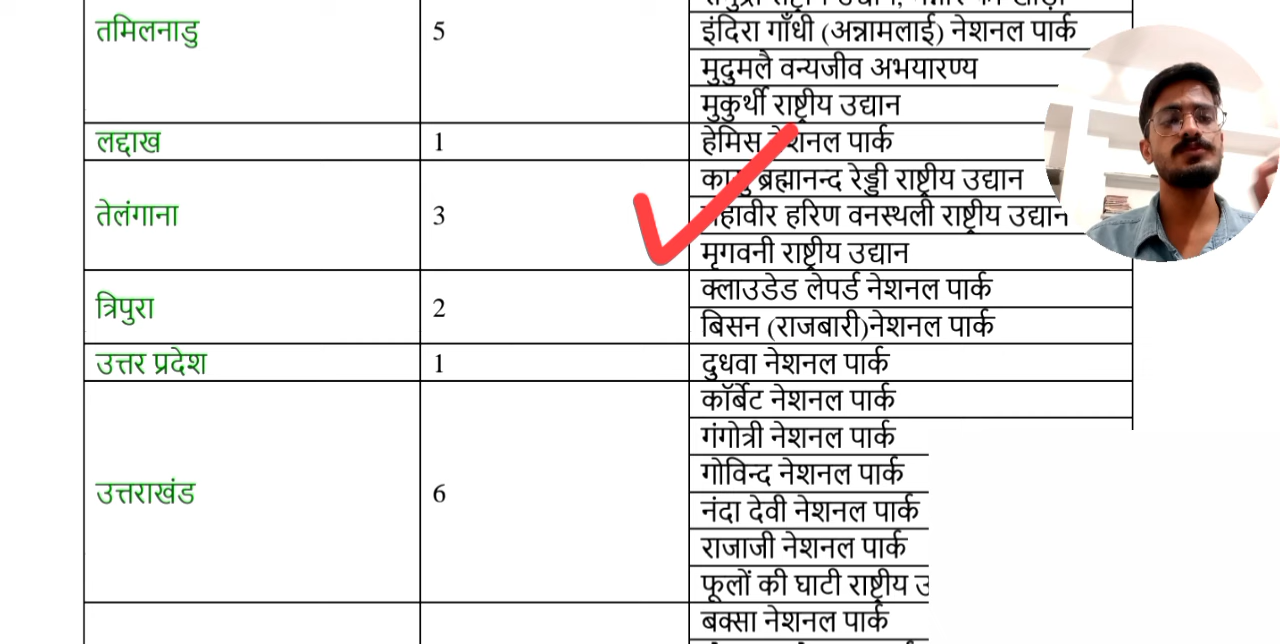 तमिलनाडु 5
इंदिरा गाँधी (अन्नामलाई) नेशनल पार्क
मुदुमलै वन्यजीव अभयारण्य
मुकुर्थी राष्ट्रीय उद्यान
लद्दाख 1 हेमिस नेशनल पार्क
ब्रह्मानन्द रेड्डी राष्ट्रीय उद्यान
तेलंगाना 3 हरिण वनस्थली राष्ट्रीय उद्यान
मृगवनी राष्ट्रीय उद्यान
क्लाउडेड लेपर्ड नेशनल पार्क
त्रिपुरा 2
बिसन (राजबारी)नेशनल पार्क
उत्तर प्रदेश 1 दुधवा नेशनल पार्क
कॉर्बेट नेशनल पार्क
गंगोत्री नेशनल पार्क
गोविन्द नेशनल पार्क
उत्तराखंड 6
नंदा देवी नेशनल पार्क
राजाजी नेशनल पार्क
फूलों की घाटी राष्ट्रीय
बक्सा नेशनल पार्क